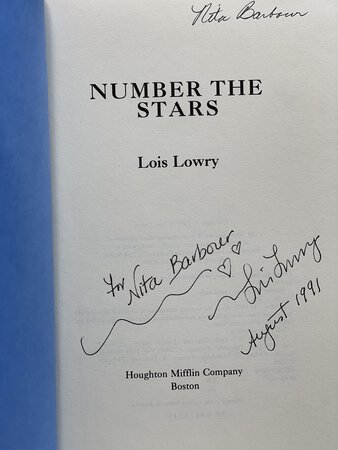 Nita Barbour
NUMBER THE
STARS
Lois Lowry
for Nita Barbour
Lois Lowry
August 1991
Houghton Mifflin Company
Boston